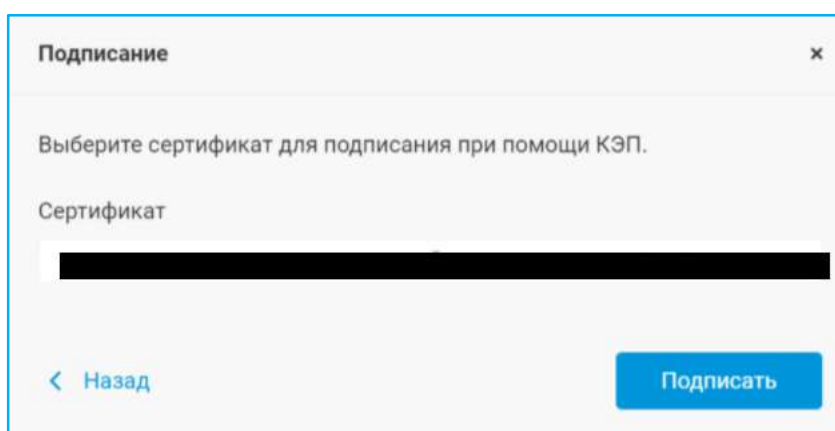 Подписание
Выберите сертификат для подписания при помощи КЭП.
Сертификат
Назад
Подписать